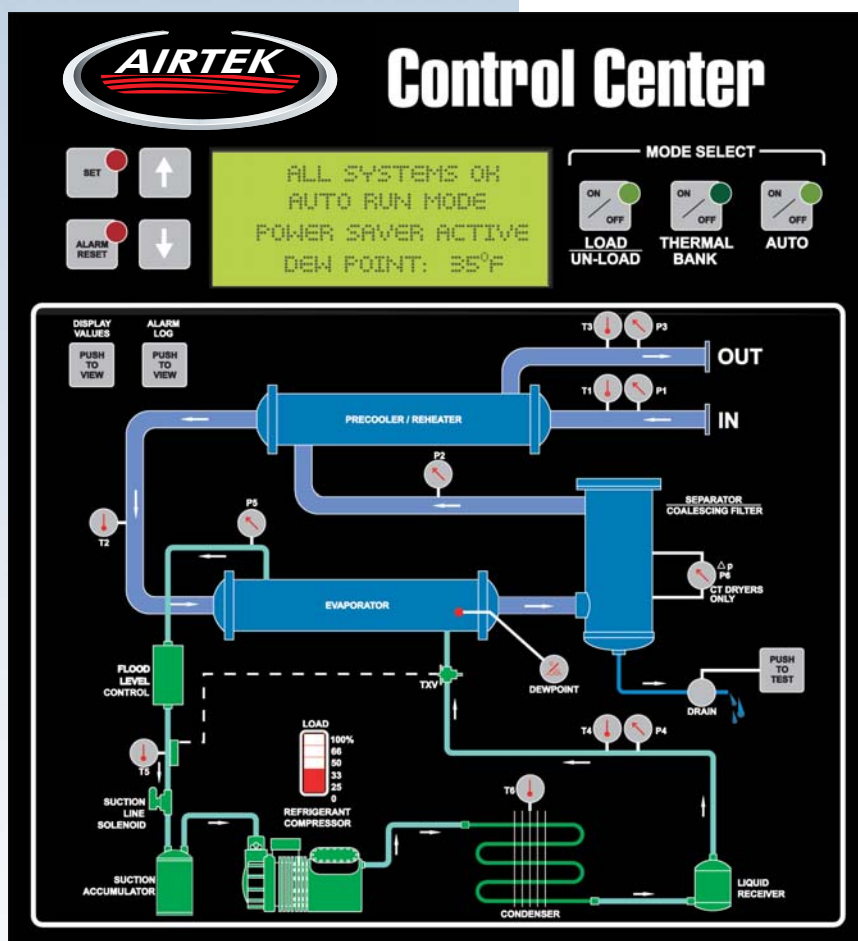 AIRTEK
Control Center
SET
ALARM
RESET
ALL SYSTEMS OK
AUTO RUN MODE
POWER SAVER ACTIVE
DEW POINT: 35°F
MODE SELECT
ON
OFF
LOAD
UN-LOAD
ON
OFF
THERMAL
BANK
ON
OFF
AUTO
DISPLAY
VALUES
PUSH
TO
VIEW
ALARM
LOG
PUSH
TO
VIEW
T3
P3
OUT
T1
P1
IN
PRECOOLER / REHEATER
P2
SEPARATOR
COALESCING FILTER
P5
T2
Δ p
P6
CT DRYERS
ONLY
EVAPORATOR
FLOOD
LEVEL
CONTROL
TXV
DEWPOINT
PUSH
TO
TEST
DRAIN
LOAD
100%
66
50
33
25
0
T4
P4
T5
T6
SUCTION
LINE
SOLENOID
REFRIGERANT
COMPRESSOR
SUCTION
ACCUMULATOR
CONDENSER
LIQUID
RECEIVER